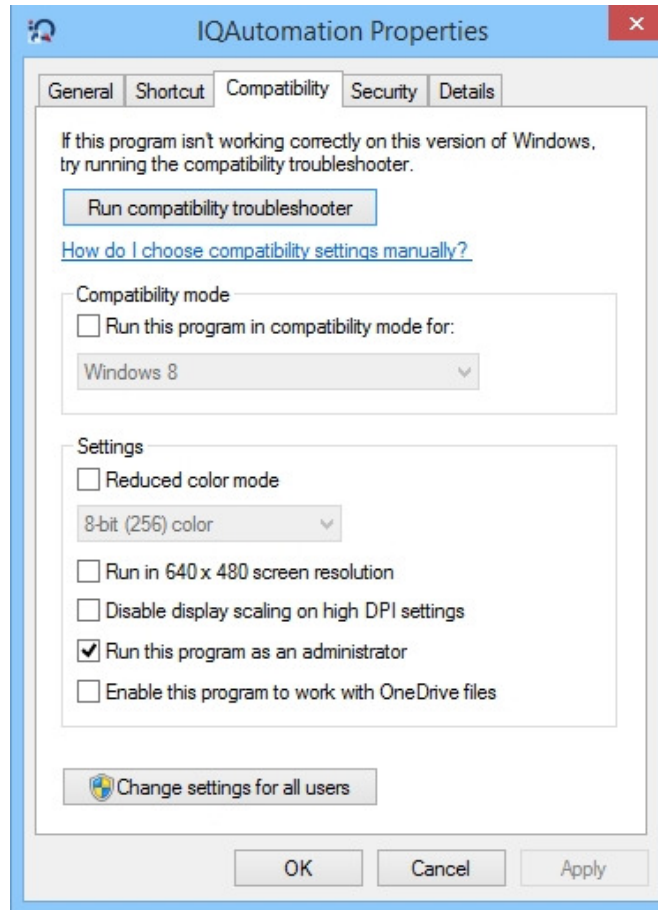 IQAutomation Properties
General Shortcut Compatibility Security Details
If this program isn't working correctly on this version of Windows,
try running the compatibility troubleshooter.
Run compatibility troubleshooter
How do I choose compatibility settings manually?
Compatibility mode
Run this program in compatibility mode for:
Windows 8
Settings
Reduced color mode
8-bit (256) color
Run in 640 x 480 screen resolution
Disable display scaling on high DPI settings
Run this program as an administrator
Enable this program to work with OneDrive files
Change settings for all users
OK Cancel Apply